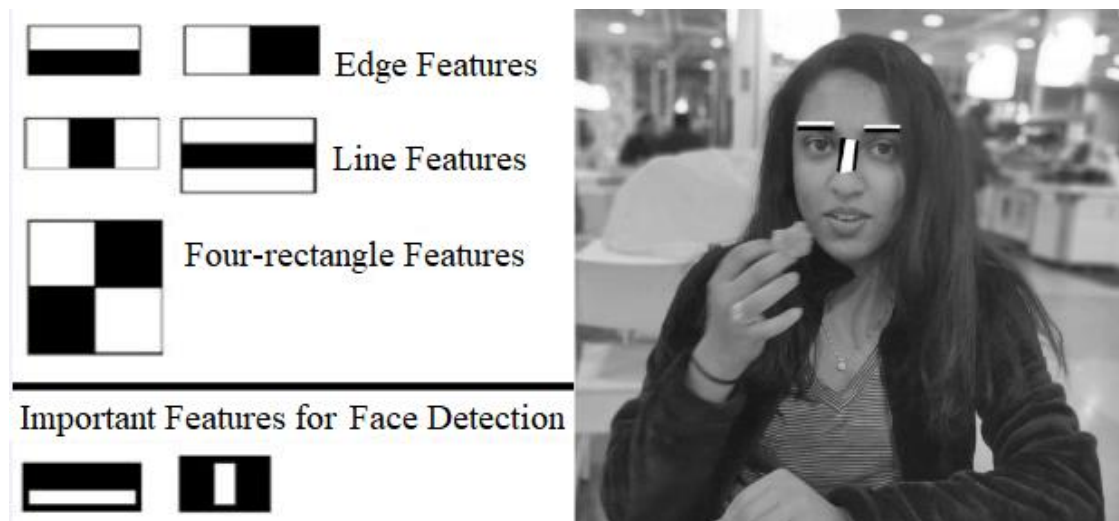 Edge Features
Line Features
Four-rectangle Features
Important Features for Face Detection